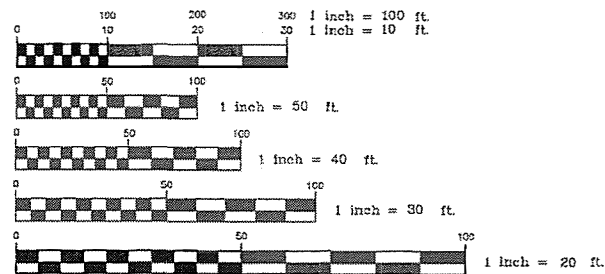 0 100 200 300 1 inch = 100 ft.
0 10 20 30 1 inch = 10 ft.
0 50 100
1 inch = 50 ft.
0 50 100
1 inch = 40 ft.
0 50 100
1 inch = 30 ft.
0 50 100
1 inch = 20 ft.